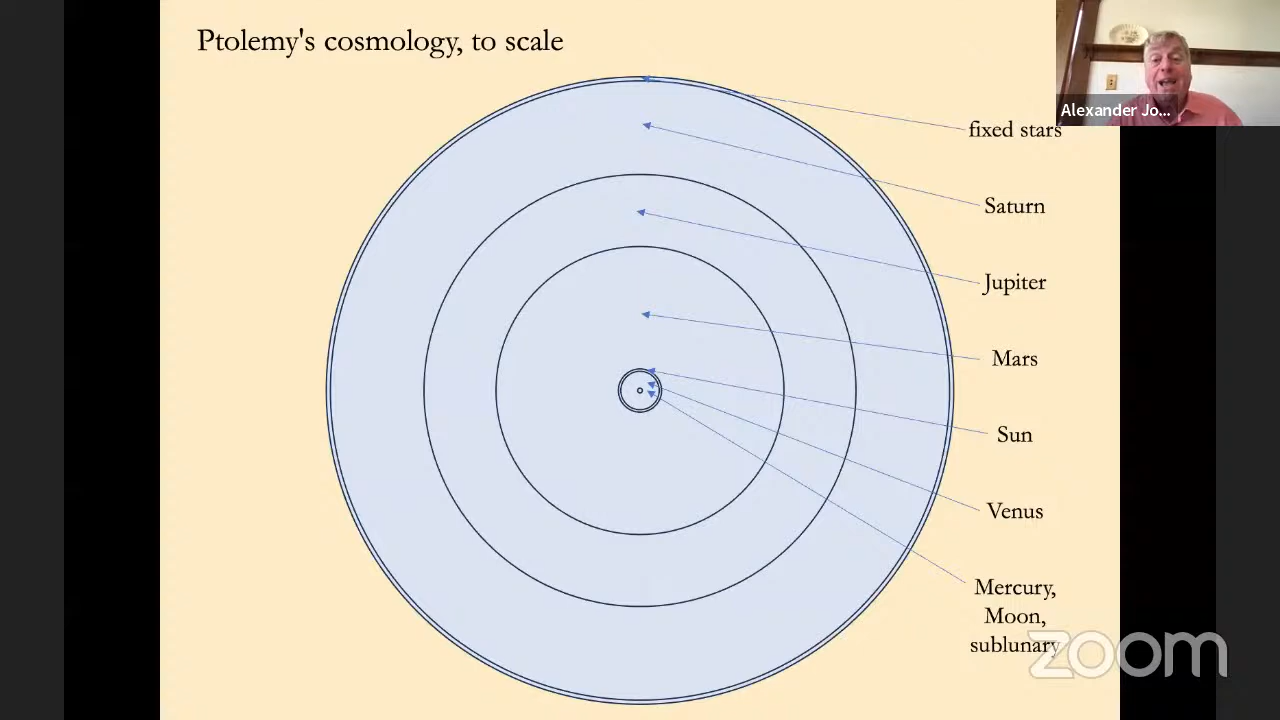 Ptolemy's cosmology, to scale
Alexander Jo...
fixed stars
Saturn
Jupiter
Mars
Sun
Venus
Mercury,
Moon,
sublunary
zoom